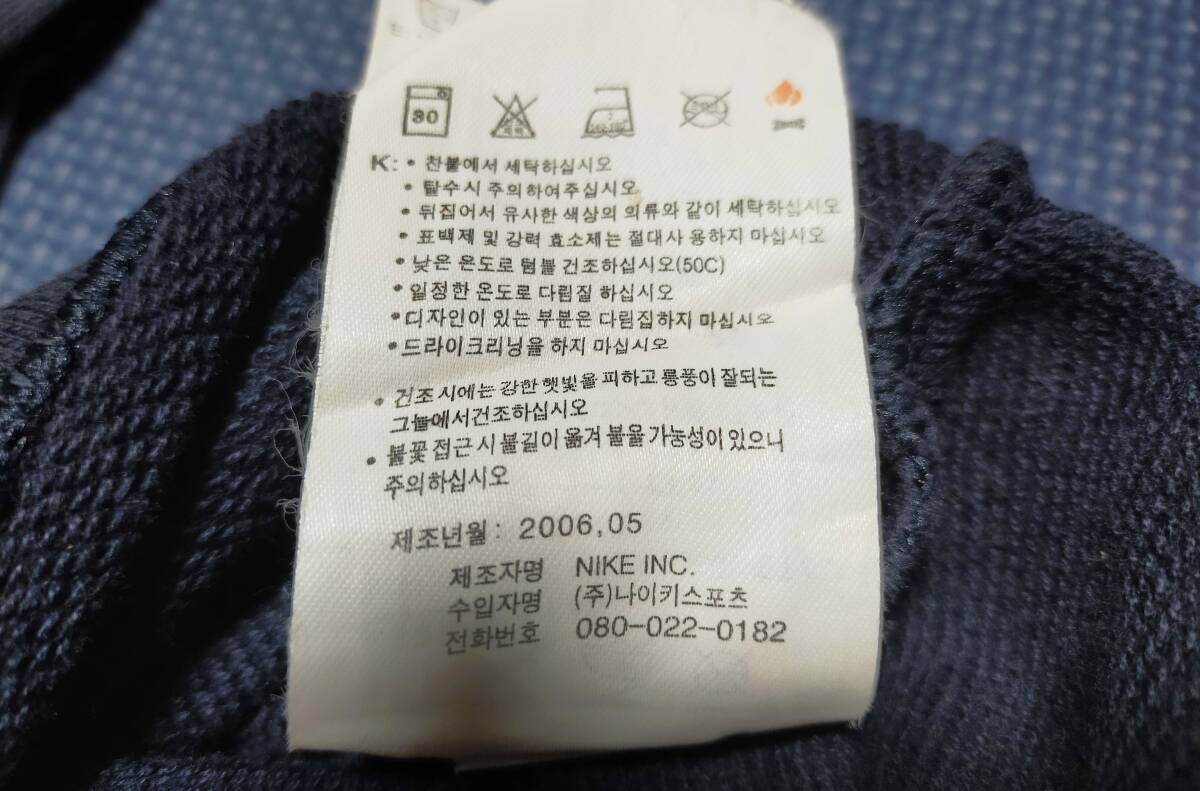 30
K: • 찬물에서 세탁하십시오
• 탈수시 주의하여주십시오
• 뒤집어서 유사한 색상의 의류와 같이 세탁하십시오
• 표백제 및 강력 효소제는 절대사 용하지 마십시오
• 낮은 온도로 텀블 건조하십시오(50C)
• 일정한 온도로 다림질 하십시오
• 디자인이 있는 부분은 다림집하지 마십시오
• 드라이크리닝을 하지 마십시오
• 건조 시에는 강한 햇빛을 피하고 통풍이 잘되는
그늘에서건조하십시오
• 불꽃 접근 시 불길이 옮겨 붙을 가능성이 있으니
주의하십시오
제조년월 : 2006,05
제조자명 NIKE INC.
수입자명 (주)나이키스포츠
전화번호 080-022-0182